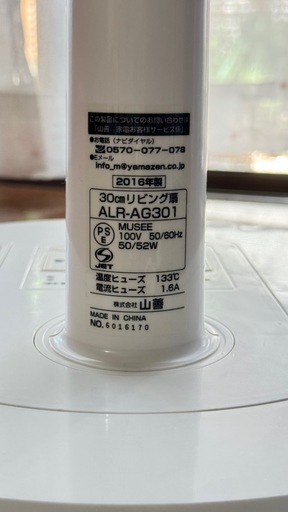 この製品についてのお問い合わせは
「山善 家電お客様サービス係」
●お電話（ナビダイヤル）
0570-077-078
●Eメール
info_m@yamazen.co.jp
2016年製
30cmリビング扇
ALR-AG301
MUSEE
PSE
100V 50/60Hz
50/52W
JET
温度ヒューズ 133℃
電流ヒューズ 1.6A
株式会社 山善
MADE IN CHINA
NO.6016170